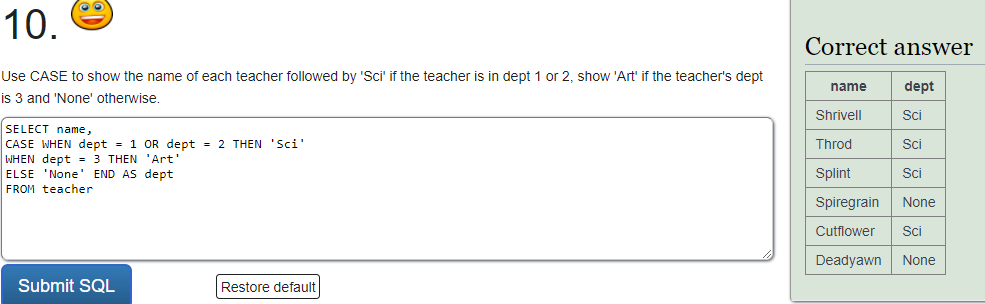 10.
Use CASE to show the name of each teacher followed by 'Sci' if the teacher is in dept 1 or 2, show 'Art' if the teacher's dept
is 3 and 'None' otherwise.
SELECT name,
CASE WHEN dept = 1 OR dept = 2 THEN 'Sci'
WHEN dept = 3 THEN 'Art'
ELSE 'None' END AS dept
FROM teacher
Submit SQL
Restore default
Correct answer
name dept
Shrivell Sci
Throd Sci
Splint Sci
Spiregrain None
Cutflower Sci
Deadyawn None